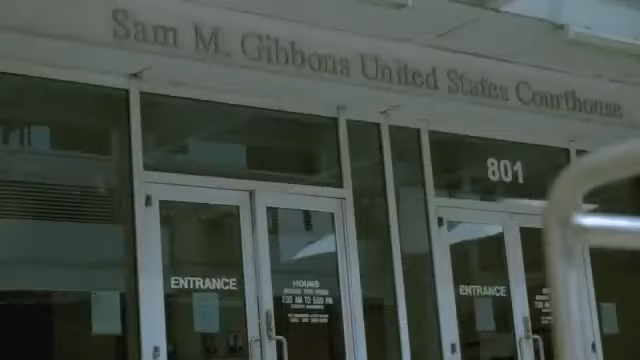 Sam M. Gibbons United States Courthouse
801
ENTRANCE
HOURS
7:30 AM TO 5:00 PM
ENTRANCE